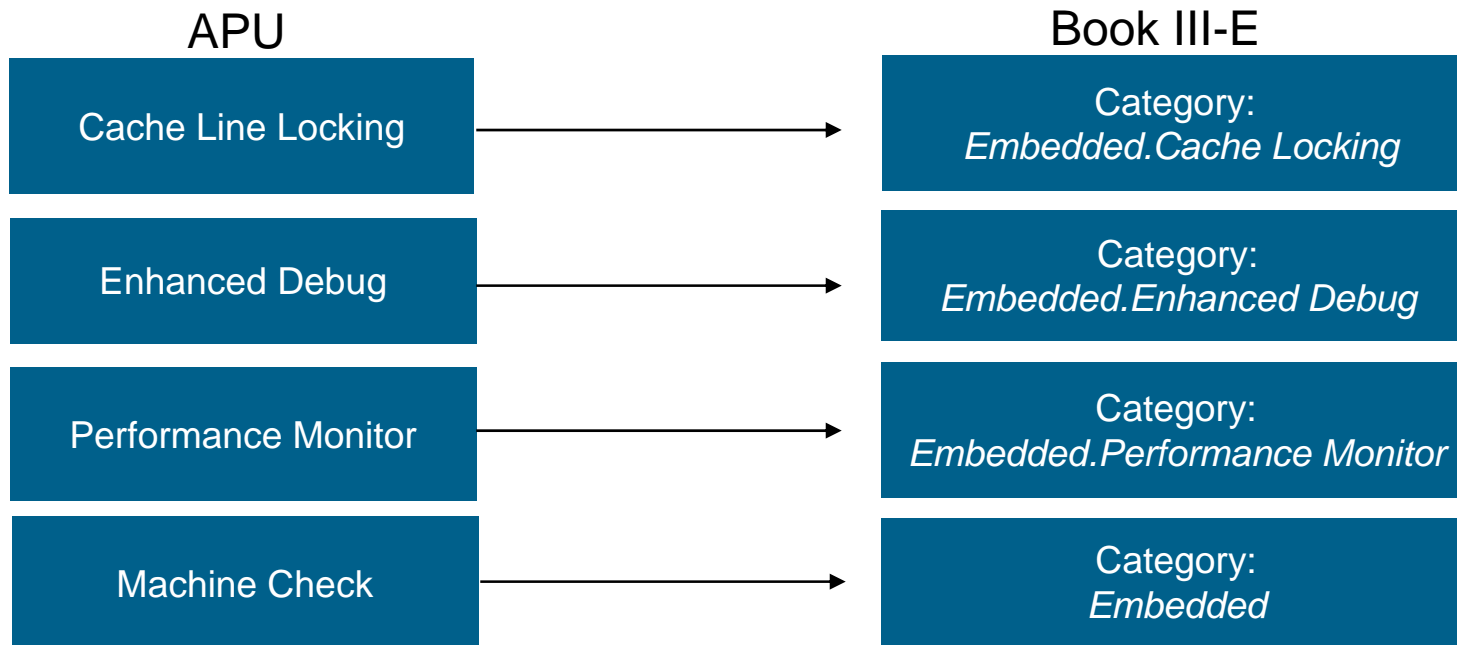 APU
Book III-E
Cache Line Locking
Category:
Embedded.Cache Locking
Enhanced Debug
Category:
Embedded.Enhanced Debug
Performance Monitor
Category:
Embedded.Performance Monitor
Machine Check
Category:
Embedded